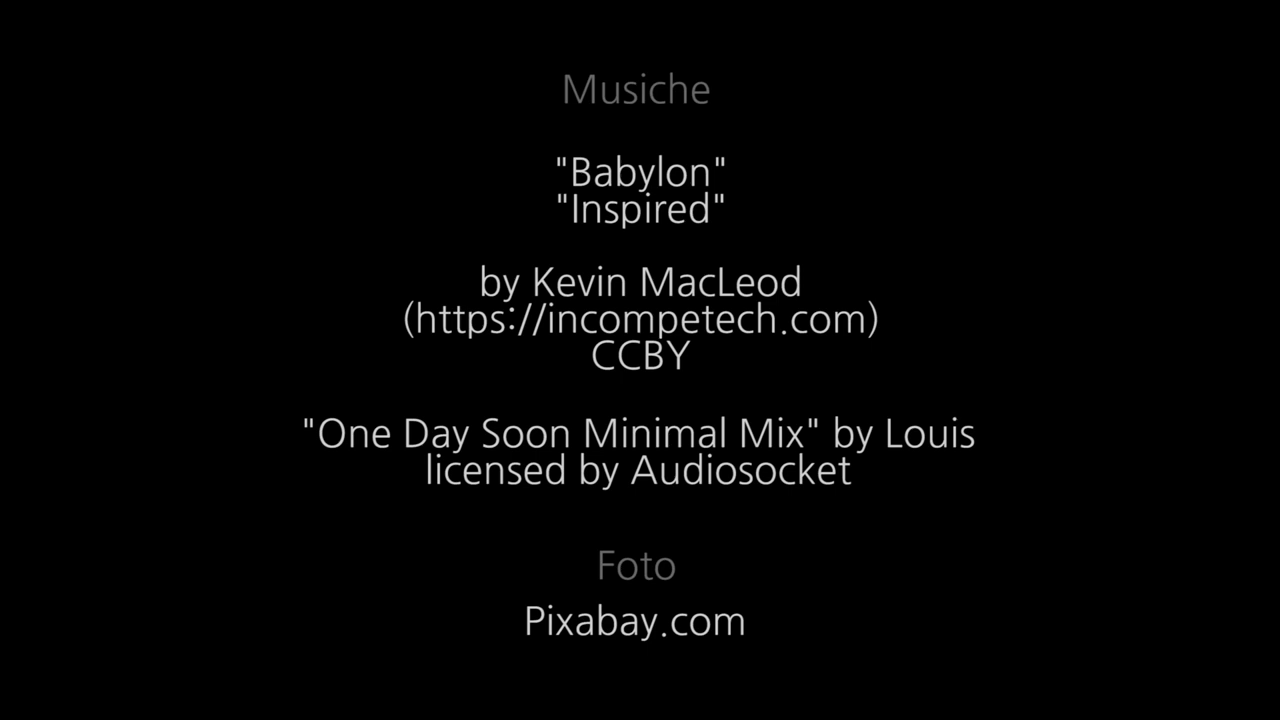 Musiche
"Babylon"
"Inspired"
by Kevin MacLeod
(https://incompetech.com)
CCBY
"One Day Soon Minimal Mix" by Louis
licensed by Audiosocket
Foto
Pixabay.com